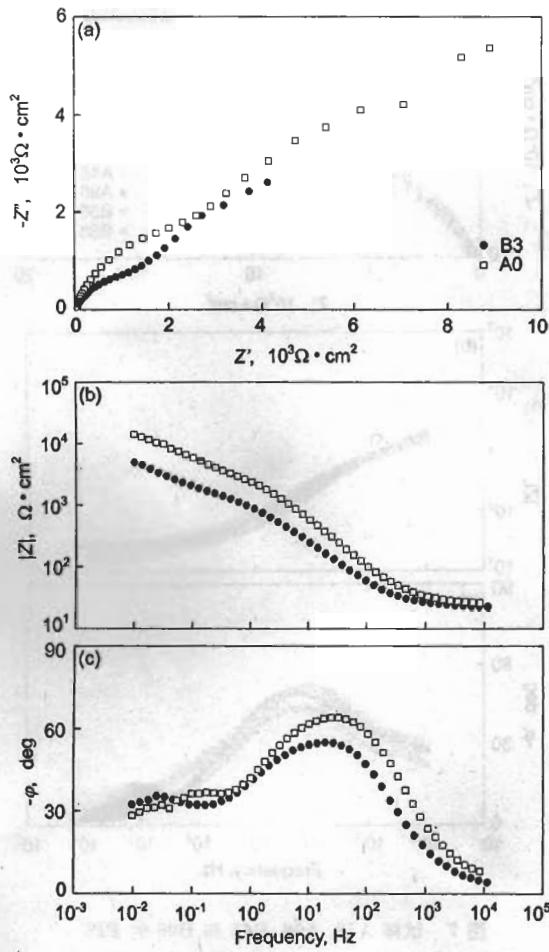 (a)
6
4
2
0
-Z", 10³Ω•cm²
0 2 4 6 8 10
Z', 10³Ω•cm²
B3
A0
(b)
10⁵
10⁴
10³
10²
10¹
|Z|, Ω•cm²
(c)
90
60
30
0
-φ, deg
10⁻³ 10⁻² 10⁻¹ 10⁰ 10¹ 10² 10³ 10⁴ 10⁵
Frequency, Hz